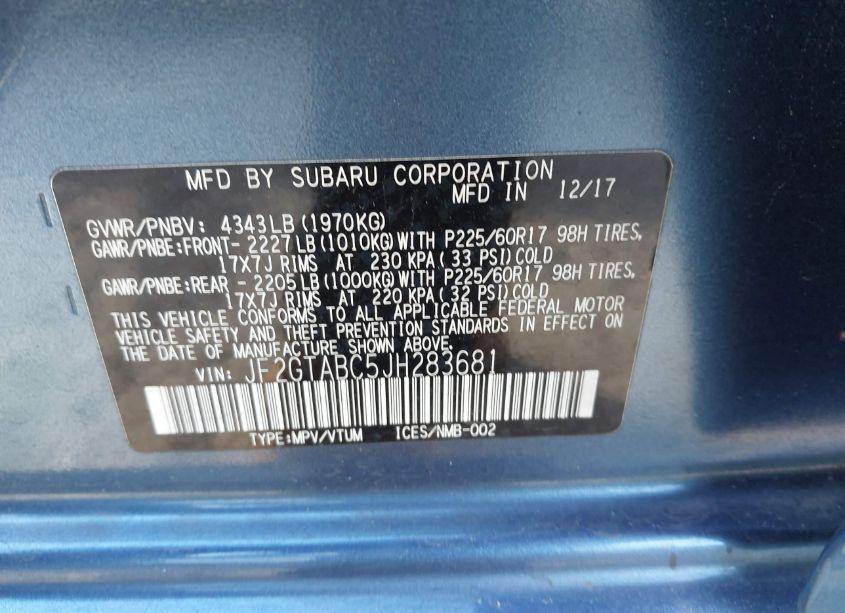 MFD BY SUBARU CORPORATION
MFD IN 12/17
GVWR/PNBV: 4343LB(1970KG)
GAWR/PNBE:FRONT- 2227LB(1010KG)WITH P225/60R17 98H TIRES,
17X7J RIMS AT 230 KPA( 33 PSI)COLD
GAWR/PNBE:REAR - 2205LB(1000KG)WITH P225/60R17 98H TIRES,
17X7J RIMS AT 220 KPA( 32 PSI)COLD
THIS VEHICLE CONFORMS TO ALL APPLICABLE FEDERAL MOTOR
VEHICLE SAFETY AND THEFT PREVENTION STANDARDS IN EFFECT ON
THE DATE OF MANUFACTURE SHOWN ABOVE.
VIN: JF2GTABC5JH283681
TYPE:MPV/VTUM ICES/NMB-002